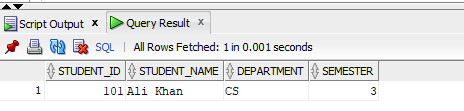 Script Output x Query Result x
SQL | All Rows Fetched: 1 in 0.001 seconds
STUDENT_ID STUDENT_NAME DEPARTMENT SEMESTER
1 101 Ali Khan CS 3